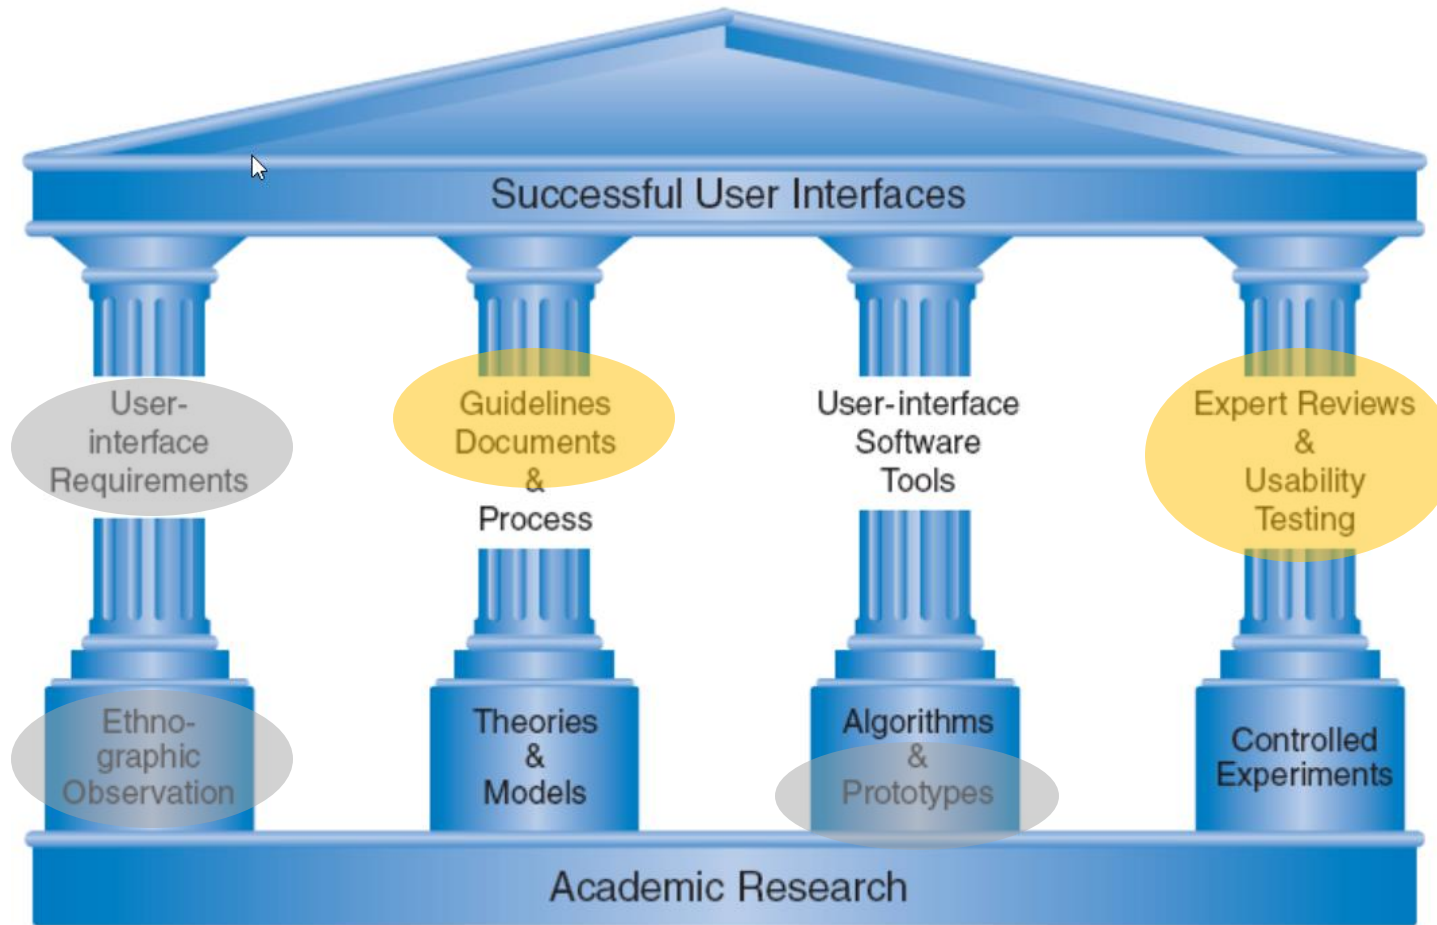 Successful User Interfaces
User-
interface
Requirements
Guidelines
Documents
&
Process
User-interface
Software
Tools
Expert Reviews
&
Usability
Testing
Ethno-
graphic
Observation
Theories
&
Models
Algorithms
&
Prototypes
Controlled
Experiments
Academic Research